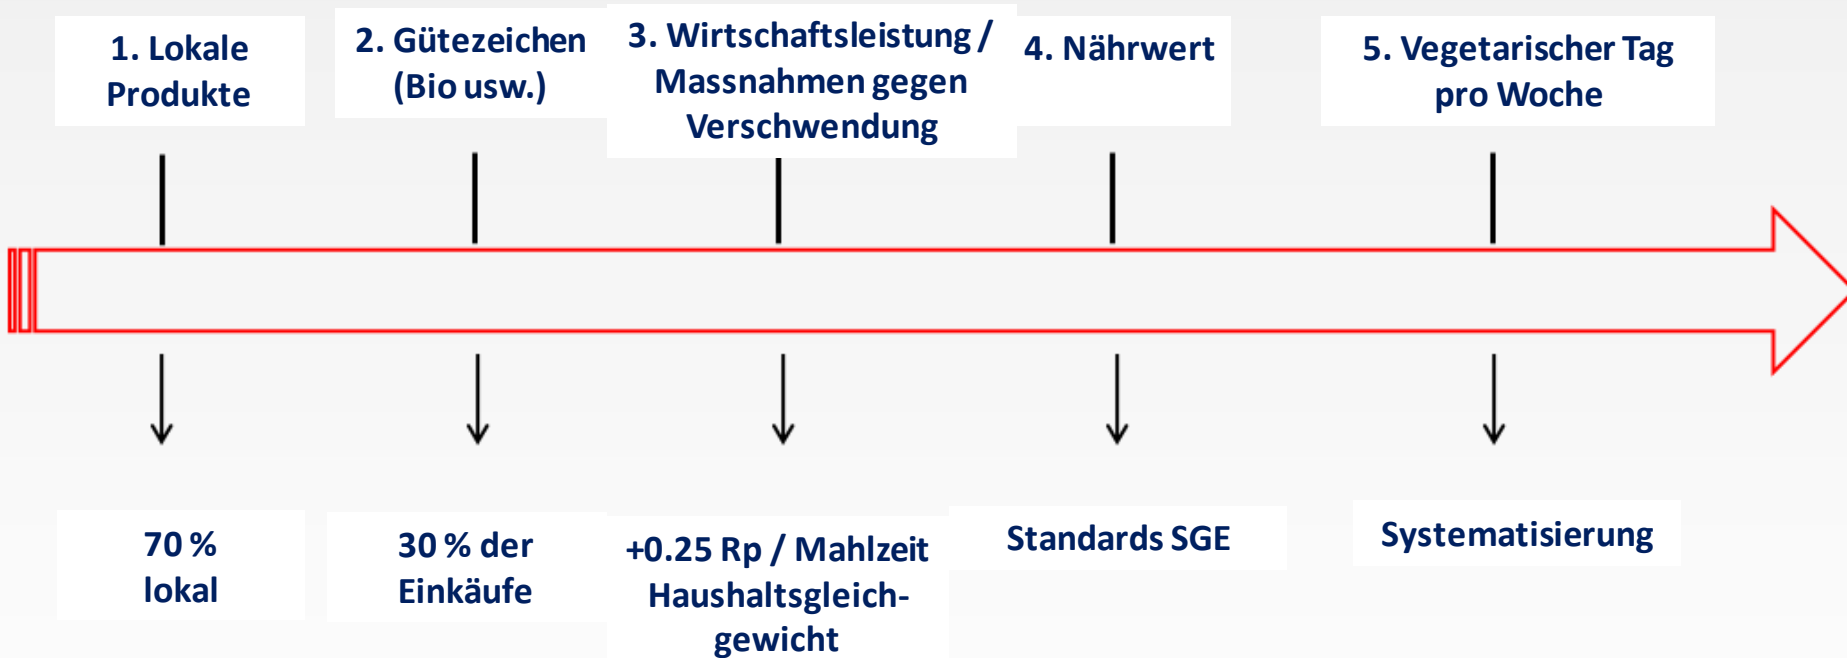 1. Lokale
Produkte
2. Gütezeichen
(Bio usw.)
3. Wirtschaftsleistung /
Massnahmen gegen
Verschwendung
4. Nährwert
5. Vegetarischer Tag
pro Woche
70 %
lokal
30 % der
Einkäufe
+0.25 Rp / Mahlzeit
Haushaltsgleich-
gewicht
Standards SGE
Systematisierung